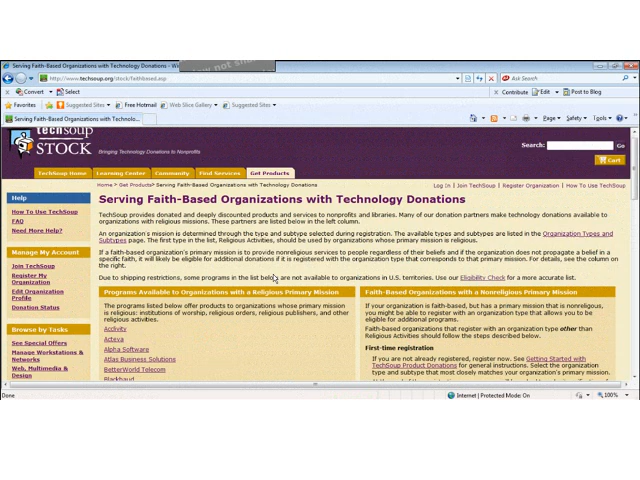 Serving Faith-Based Organizations with Technology Donations - Wi
now not sha
http://www.techsoup.org/stock/faithbased.asp
Ask Search
Convert Select
Contribute Edit Post to Blog
Favorites Suggested Sites Free Hotmail Web Slice Gallery Suggested Sites
Serving Faith-Based Organizations with Technolo...
Page Safety Tools
techsoup
STOCK
Bringing Technology Donations to Nonprofits
Search: Go
Cart
TechSoup Home Learning Center Community Find Services Get Products
Home > Get Products> Serving Faith-Based Organizations with Technology Donations
Log In | Join TechSoup | Register Organization | How To Use TechSoup
Help
How To Use TechSoup
FAQ
Need More Help?
Manage My Account
Join TechSoup
Register My
Organization
Edit Organization
Profile
Donation Status
Browse by Tasks
See Special Offers
Manage Workstations &
Networks
Web, Multimedia &
Design
Serving Faith-Based Organizations with Technology Donations
TechSoup provides donated and deeply discounted products and services to nonprofits and libraries. Many of our donation partners make technology donations available to
organizations with religious missions. These partners are listed below in the left column.
An organization's mission is determined through the type and subtype selected during registration. The available types and subtypes are listed in the Organization Types and
Subtypes page. The first type in the list, Religious Activities, should be used by organizations whose primary mission is religious.
If a faith-based organization's primary mission is to provide nonreligious services to people regardless of their beliefs and if the organization does not propagate a belief in a
specific faith, it will likely be eligible for additional donations if it is registered with the organization type that corresponds to that primary mission. For details, see the column on
the right.
Due to shipping restrictions, some programs in the list below are not available to organizations in U.S. territories. Use our Eligibility Check for a more accurate list.
Programs Available to Organizations with a Religious Primary Mission
The programs listed below offer products to organizations whose primary mission
is religious: institutions of worship, religious orders, religious publishers, and other
religious activities.
Activity
Acteva
Alpha Software
Atlas Business Solutions
BetterWorld Telecom
Blackbaud
Faith-Based Organizations with a Nonreligious Primary Mission
If your organization is faith-based, but has a primary mission that is nonreligious,
you might be able to register with an organization type that allows you to be
eligible for additional programs.
Faith-based organizations that register with an organization type other than
Religious Activities should follow the steps described below.
First-time registration
If you are not already registered, register now. See Getting Started with
TechSoup Product Donations for general instructions. Select the organization
type and subtype that most closely matches your organization's primary mission.
Done
Internet | Protected Mode: On
100%